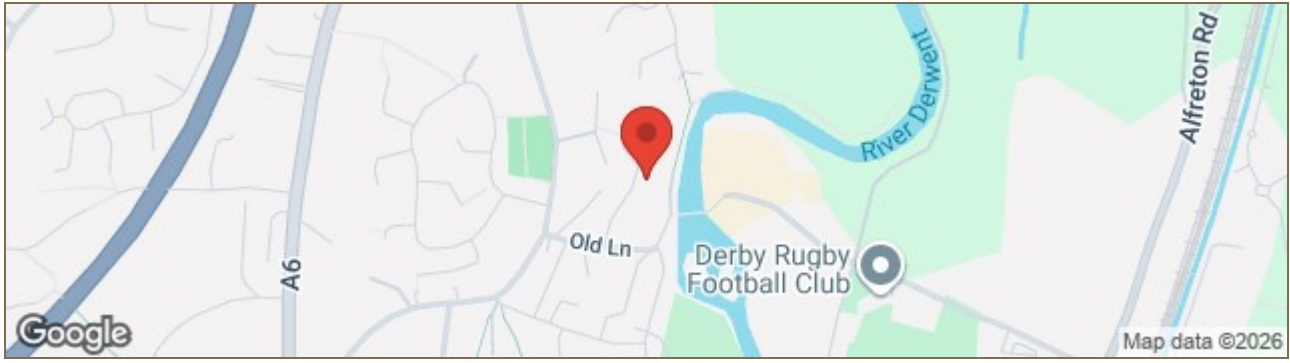 Alfreton Rd
River Derwent
Old Ln
A6
Derby Rugby
Football Club
Google
Map data ©2026